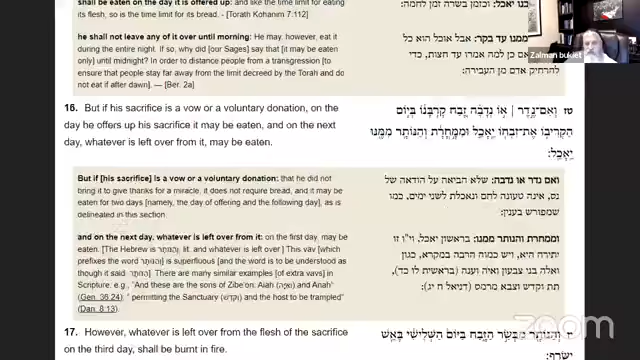 shall be eaten on the day it is offered up: and like the time limit for eating
its flesh, so is the time limit for its bread. - [Torath Kohanim 7:112]
he shall not leave any of it over until morning: He may, however, eat it
during the entire night. If so, why did [our Sages] say that [it may be eaten
only] until midnight? In order to distance people from a transgression [to
ensure that people stay far away from the limit decreed by the Torah and do
not eat if after dawn]. — [Ber. 2a]
בו יאכל: וכזמן בשרה זמן לחמה:
ממנו עד בקר: אבל אוכל הוא כל
אם כן למה אמרו עד חצות, כדי
להרחיק אדם מן העבירה:
Zalman bukiet
16. But if his sacrifice is a vow or a voluntary donation, on the
day he offers up his sacrifice it may be eaten, and on the next
day, whatever is left over from it, may be eaten.
טז וְאִם־נֶ֣דֶר | א֣וֹ נְדָבָ֗ה זֶ֚בַח קָרְבָּנ֔וֹ בְּי֛וֹם
הַקְרִיב֥וֹ אֶת־זִבְח֖וֹ יֵאָכֵ֑ל וּמִֽמָּחֳרָ֔ת וְהַנּוֹתָ֥ר מִמֶּ֖נּוּ
יֵאָכֵֽל:
But if [his sacrifice] is a vow or a voluntary donation: that he did not
bring it to give thanks for a miracle, it does not require bread, and it may be
eaten for two days [namely, the day of offering and the following day], as is
delineated in this section.
ואם נדר או נדבה: שלא הביאה על הודאה של
נס, אינה טעונה לחם ונאכלת לשני ימים, כמו
שמפורש בענין:
and on the next day, whatever is left over from it: on the first day, may be
eaten. [The Hebrew is וְהַנּוֹתָר, lit. and whatever is left over.] This vav [which
prefixes the word וְהַנּוֹתָר] is superfluous [and the word is to be understood as
though it said הַנּוֹתָר]. There are many similar examples [of extra vavs] in
Scripture. e.g., "And these are the sons of Zibe'on: Aiah (וְאַיָּה) and Anah"
(Gen. 36:24); " permitting the Sanctuary (וְקֹדֶשׁ) and the host to be trampled"
(Dan. 8:13).
וממחרת והנותר ממנו: בראשון יאכל. וי"ו זו
יתירה היא, ויש כמוה הרבה במקרא, כגון
ואלה בני צבעון ואיה וענה (בראשית לו כד),
תת וקדש וצבא מרמס (דניאל ח יג):
17. However, whatever is left over from the flesh of the sacrifice
on the third day, shall be burnt in fire.
יז וְהַנּוֹתָ֖ר מִבְּשַׂ֣ר הַזָּ֑בַח בַּיּוֹם֙ הַשְּׁלִישִׁ֔י בָּאֵ֖שׁ
יִשָּׂרֵֽף:
zoom